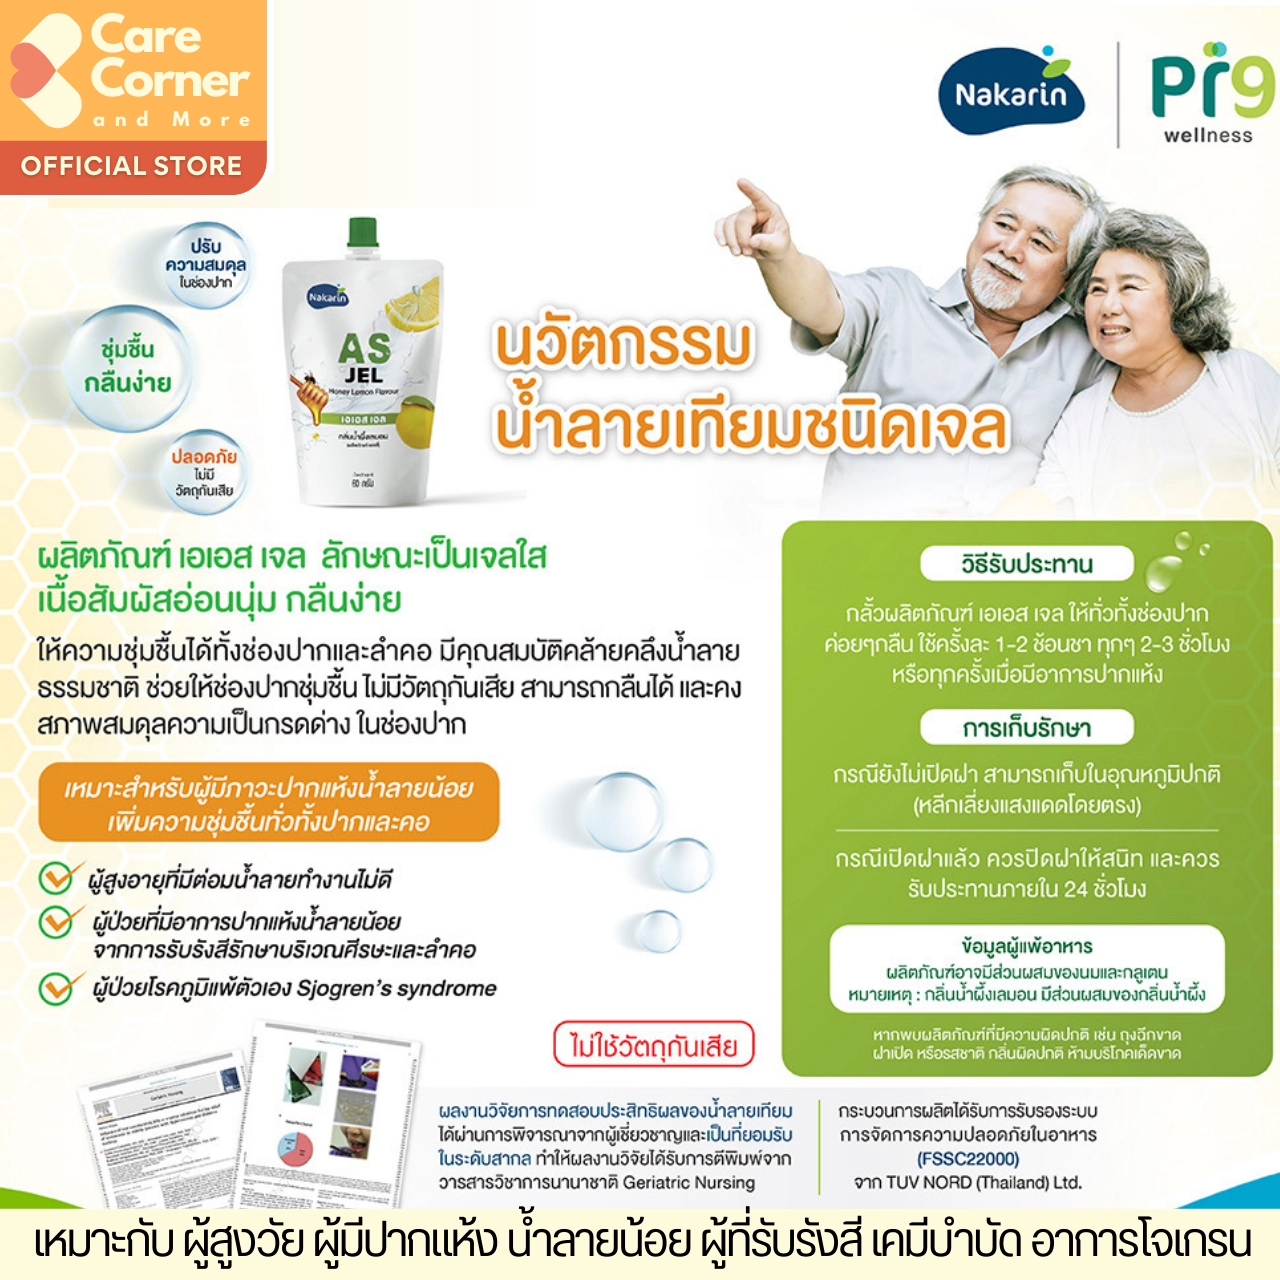 Care
Corner
and More
OFFICIAL STORE
Nakarin
Pr9
wellness
ปรับ
ความสมดุล
ในช่องปาก
ชุ่มชื้น
กลืนง่าย
ปลอดภัย
ไม่มี
วัตถุกันเสีย
Nakarin
AS
JEL
Honey Lemon Flavour
เอเอส เจล
กลิ่นน้ำผึ้งเลมอน
60 กรัม
นวัตกรรม
น้ำลายเทียมชนิดเจล
ผลิตภัณฑ์ เอเอส เจล ลักษณะเป็นเจลใส
เนื้อสัมผัสอ่อนนุ่ม กลืนง่าย
ให้ความชุ่มชื้นได้ทั้งช่องปากและลำคอ มีคุณสมบัติคล้ายคลึงน้ำลาย
ธรรมชาติ ช่วยให้ช่องปากชุ่มชื้น ไม่มีวัตถุกันเสีย สามารถกลืนได้ และคง
สภาพสมดุลความเป็นกรดด่าง ในช่องปาก
เหมาะสำหรับผู้มีภาวะปากแห้งน้ำลายน้อย
เพิ่มความชุ่มชื้นทั่วทั้งปากและคอ
ผู้สูงอายุที่มีต่อมน้ำลายทำงานไม่ดี
ผู้ป่วยที่มีอาการปากแห้งน้ำลายน้อย
จากการรับรังสีรักษาบริเวณศีรษะและลำคอ
ผู้ป่วยโรคภูมิแพ้ตัวเอง Sjogren's syndrome
ไม่ใช้วัตถุกันเสีย
วิธีรับประทาน
กลั้วผลิตภัณฑ์ เอเอส เจล ให้ทั่วทั้งช่องปาก
ค่อยๆกลืน ใช้ครั้งละ 1-2 ช้อนชา ทุกๆ 2-3 ชั่วโมง
หรือทุกครั้งเมื่อมีอาการปากแห้ง
การเก็บรักษา
กรณียังไม่เปิดฝา สามารถเก็บในอุณหภูมิปกติ
(หลีกเลี่ยงแสงแดดโดยตรง)
กรณีเปิดฝาแล้ว ควรปิดฝาให้สนิท และควร
รับประทานภายใน 24 ชั่วโมง
ข้อมูลผู้แพ้อาหาร
ผลิตภัณฑ์อาจมีส่วนผสมของนมและกลูเตน
หมายเหตุ : กลิ่นน้ำผึ้งเลมอน มีส่วนผสมของกลิ่นน้ำผึ้ง
หากพบผลิตภัณฑ์ที่มีความผิดปกติ เช่น ถุงฉีกขาด
ฝาเปิด หรือรสชาติ กลิ่นผิดปกติ ห้ามบริโภคเด็ดขาด
Geriatric Nursing
ผลงานวิจัยการทดสอบประสิทธิผลของน้ำลายเทียม
ได้ผ่านการพิจารณาจากผู้เชี่ยวชาญและเป็นที่ยอมรับ
ในระดับสากล ทำให้ผลงานวิจัยได้รับการตีพิมพ์จาก
วารสารวิชาการนานาชาติ Geriatric Nursing
กระบวนการผลิตได้รับการรับรองระบบ
การจัดการความปลอดภัยในอาหาร
(FSSC22000)
จาก TUV NORD (Thailand) Ltd.
เหมาะกับ ผู้สูงวัย ผู้มีปากแห้ง น้ำลายน้อย ผู้ที่รับรังสี เคมีบำบัด อาการโจเกรน